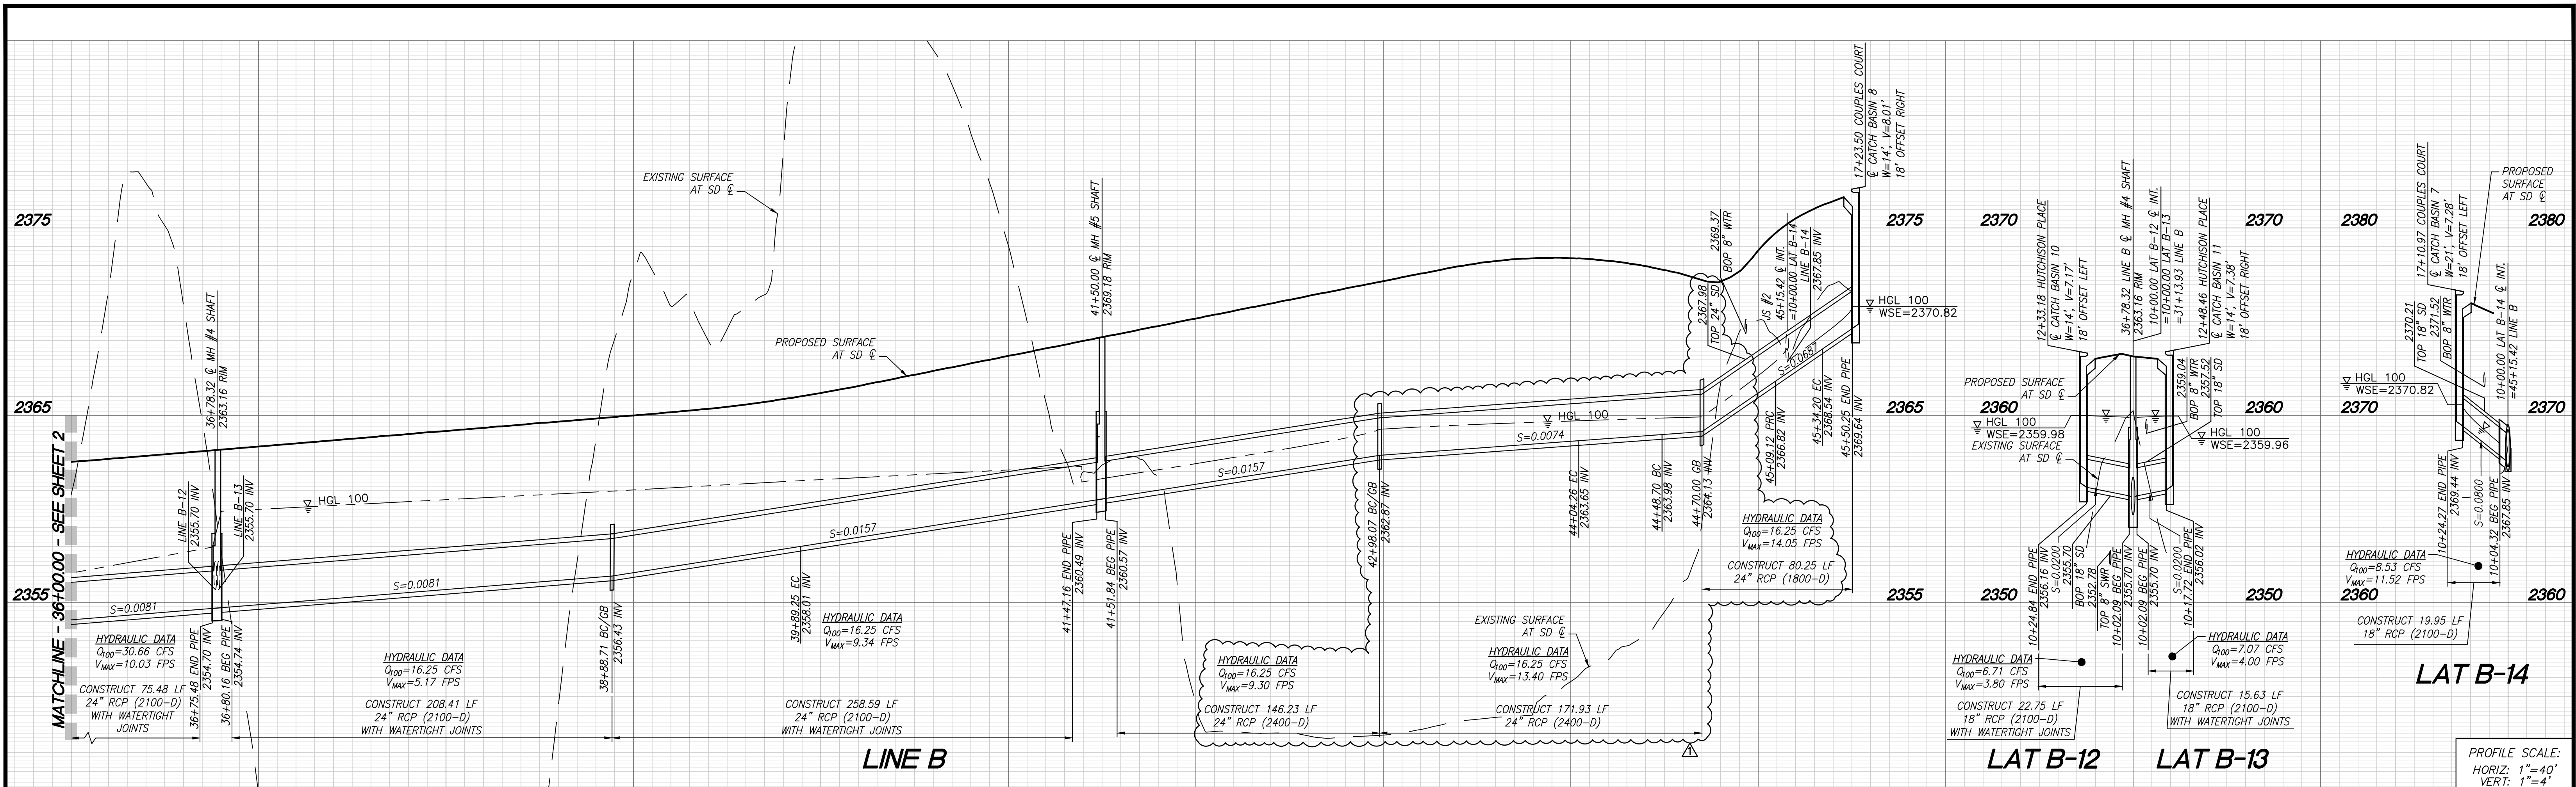 MATCHLINE - 36+00.00 - SEE SHEET 2
2375
2365
2355
LINE B-12
2355.70 INV
36+78.32 ℄ MH #4 SHAFT
2363.16 RIM
LINE B-13
2355.70 INV
HGL 100
S=0.0081
HYDRAULIC DATA
Q100=30.66 CFS
VMAX=10.03 FPS
CONSTRUCT 75.48 LF
24" RCP (2100-D)
WITH WATERTIGHT
JOINTS
36+75.48 END PIPE
2354.70 INV
36+80.16 BEG PIPE
2354.74 INV
S=0.0081
HYDRAULIC DATA
Q100=16.25 CFS
VMAX=5.17 FPS
CONSTRUCT 208.41 LF
24" RCP (2100-D)
WITH WATERTIGHT JOINTS
38+88.71 BC/GB
2356.43 INV
EXISTING SURFACE
AT SD ℄
PROPOSED SURFACE
AT SD ℄
39+89.25 EC
2358.01 INV
S=0.0157
HYDRAULIC DATA
Q100=16.25 CFS
VMAX=9.34 FPS
CONSTRUCT 258.59 LF
24" RCP (2100-D)
WITH WATERTIGHT JOINTS
LINE B
41+50.00 ℄ MH #5 SHAFT
2369.18 RIM
41+47.16 END PIPE
2360.49 INV
41+51.84 BEG PIPE
2360.57 INV
S=0.0157
HYDRAULIC DATA
Q100=16.25 CFS
VMAX=9.30 FPS
CONSTRUCT 146.23 LF
24" RCP (2400-D)
42+98.07 BC/GB
2362.87 INV
HGL 100
S=0.0074
EXISTING SURFACE
AT SD ℄
HYDRAULIC DATA
Q100=16.25 CFS
VMAX=13.40 FPS
CONSTRUCT 171.93 LF
24" RCP (2400-D)
1
44+04.26 EC
2363.65 INV
44+48.70 BC
2363.98 INV
44+70.00 GB
2364.13 INV
2367.98
TOP 24" SD
2369.37
BOP 8" WTR
JS #2
45+15.42 ℄ INT.
=10+00.00 LAT B-14
LINE B-14
2367.85 INV
S=0.0687
45+09.12 PRC
2366.82 INV
45+34.20 EC
2368.54 INV
45+50.25 END PIPE
2369.64 INV
HYDRAULIC DATA
Q100=16.25 CFS
VMAX=14.05 FPS
CONSTRUCT 80.25 LF
24" RCP (1800-D)
17+23.50 COUPLES COURT
℄ CATCH BASIN 8
W=14', V=8.01'
18' OFFSET RIGHT
HGL 100
WSE=2370.82
2375
2365
2355
2370
2360
2350
12+33.18 HUTCHISON PLACE
℄ CATCH BASIN 10
W=14', V=7.17'
18' OFFSET LEFT
36+78.32 LINE B ℄ MH #4 SHAFT
2363.16 RIM
10+00.00 LAT B-12 ℄ INT.
=10+00.00 LAT B-13
=31+13.93 LINE B
12+48.46 HUTCHISON PLACE
℄ CATCH BASIN 11
W=14', V=7.38'
18' OFFSET RIGHT
PROPOSED SURFACE
AT SD ℄
HGL 100
WSE=2359.98
EXISTING SURFACE
AT SD ℄
2359.04
BOP 8" WTR
2357.52
TOP 18" SD
HGL 100
WSE=2359.96
10+24.84 END PIPE
2356.16 INV
S=0.0200
2355.70
BOP 18" SD
2352.78
TOP 8" SWR
10+02.09 BEG PIPE
2355.70 INV
10+02.09 BEG PIPE
2355.70 INV
S=0.0200
10+17.72 END PIPE
2356.02 INV
HYDRAULIC DATA
Q100=6.71 CFS
VMAX=3.80 FPS
CONSTRUCT 22.75 LF
18" RCP (2100-D)
WITH WATERTIGHT JOINTS
LAT B-12
HYDRAULIC DATA
Q100=7.07 CFS
VMAX=4.00 FPS
CONSTRUCT 15.63 LF
18" RCP (2100-D)
WITH WATERTIGHT JOINTS
LAT B-13
2370
2360
2350
2380
2370
2360
17+10.97 COUPLES COURT
℄ CATCH BASIN 7
W=21', V=7.28'
18' OFFSET LEFT
2370.21
TOP 18" SD
2371.52
BOP 8" WTR
10+00.00 LAT B-14 ℄ INT.
=45+15.42 LINE B
PROPOSED
SURFACE
AT SD ℄
HGL 100
WSE=2370.82
10+24.27 END PIPE
2369.44 INV
S=0.0800
10+04.32 BEG PIPE
2367.85 INV
HYDRAULIC DATA
Q100=8.53 CFS
VMAX=11.52 FPS
CONSTRUCT 19.95 LF
18" RCP (2100-D)
LAT B-14
2380
2370
2360
PROFILE SCALE:
HORIZ: 1"=40'
VERT: 1"=4'